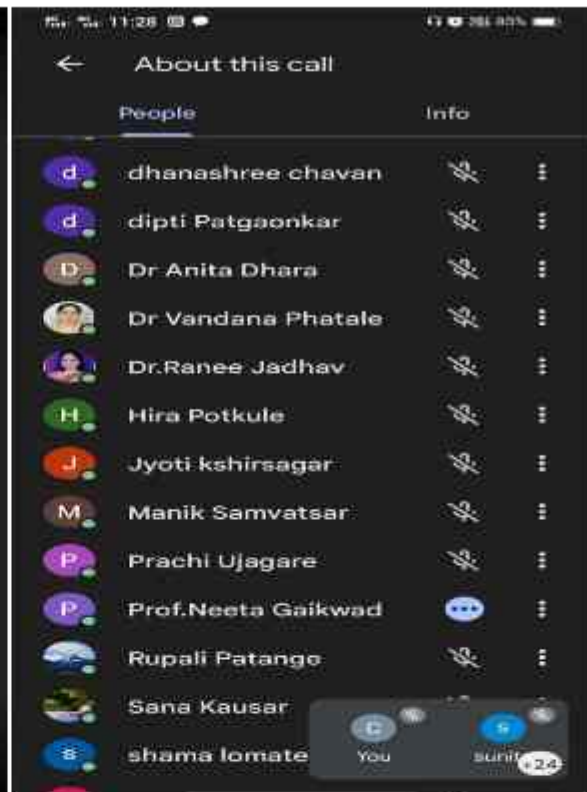 11:28
About this call
People Info
d dhanashree chavan
d dipti Patgaonkar
D Dr Anita Dhara
Dr Vandana Phatale
Dr.Ranee Jadhav
H Hira Potkule
J Jyoti kshirsagar
M Manik Samvatsar
P Prachi Ujagare
P Prof.Neeta Gaikwad
Rupali Patange
Sana Kausar
s shama lomate
You sunit +24